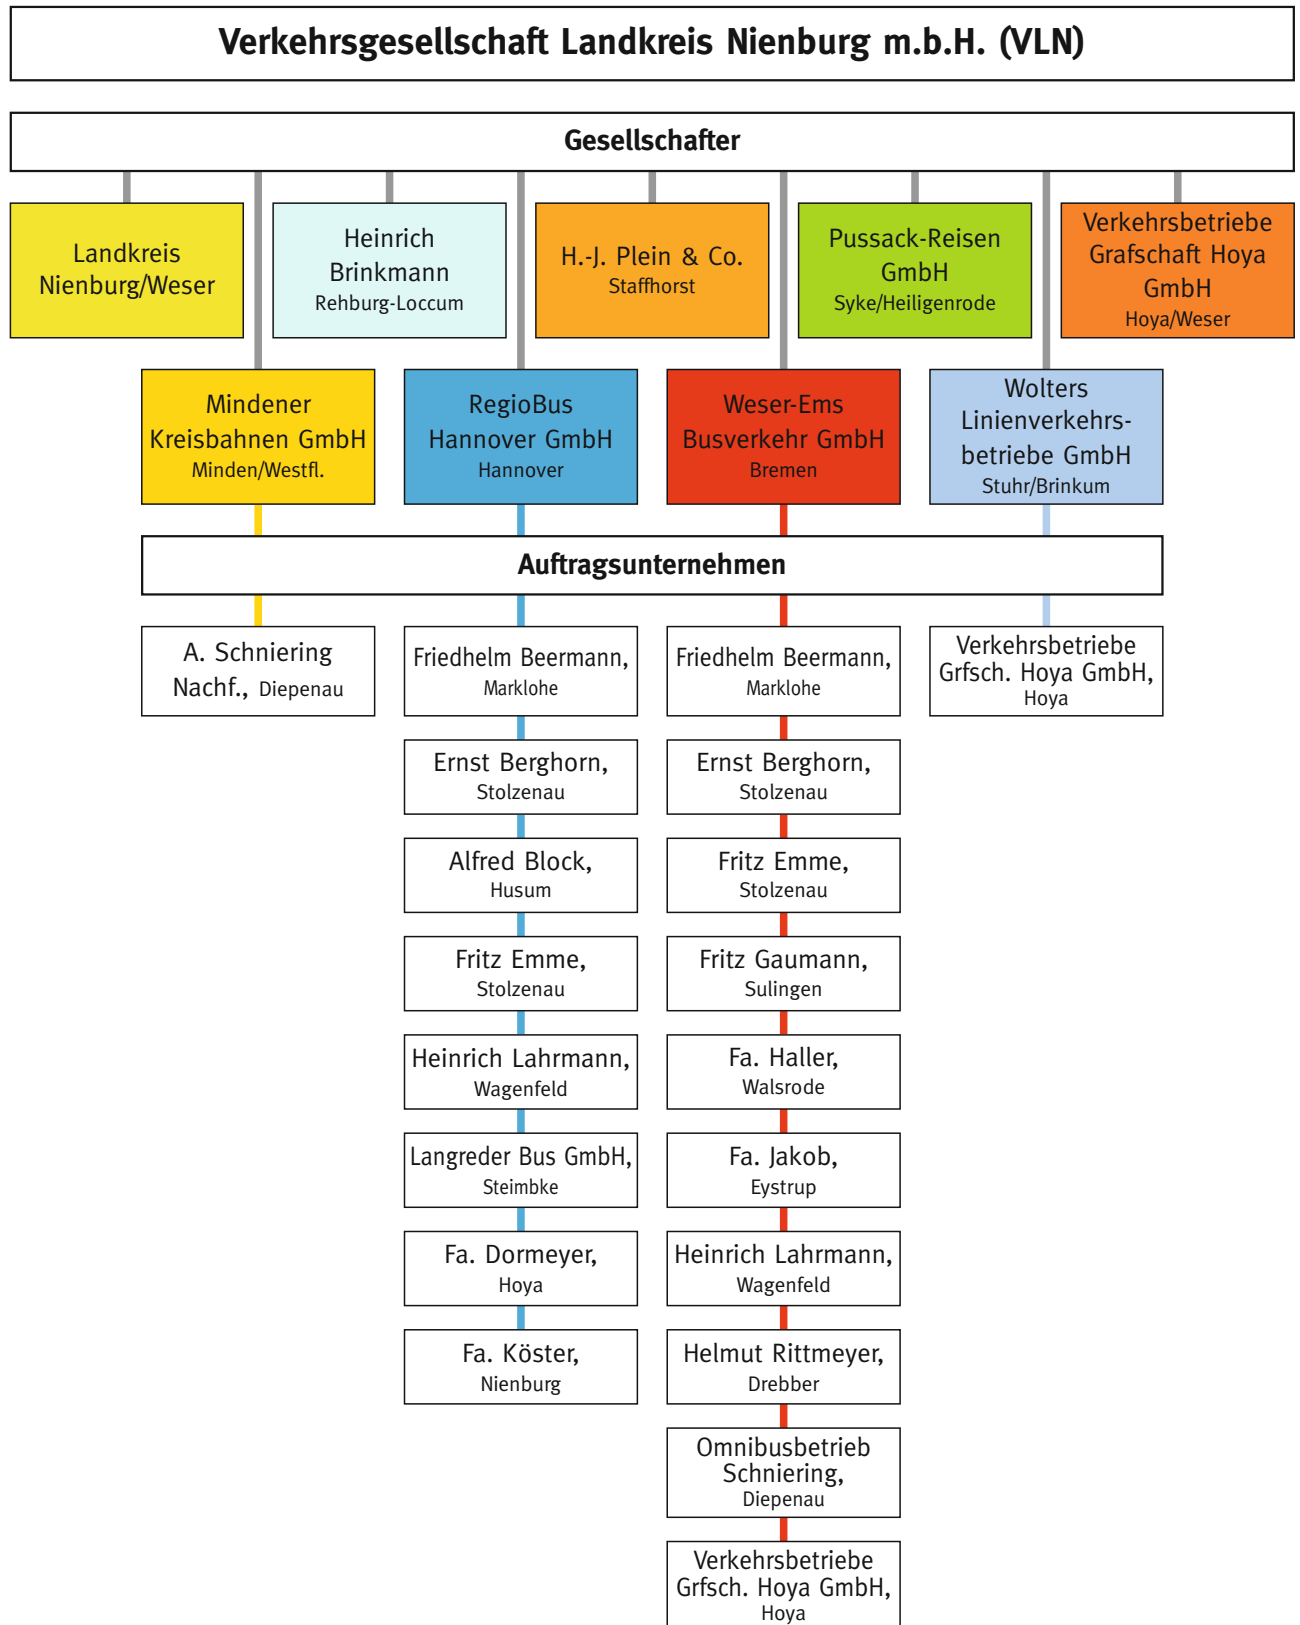 Verkehrsgesellschaft Landkreis Nienburg m.b.H. (VLN)
Gesellschafter
Landkreis
Nienburg/Weser
Heinrich
Brinkmann
Rehburg-Loccum
H.-J. Plein & Co.
Staffhorst
Pussack-Reisen
GmbH
Syke/Heiligenrode
Verkehrsbetriebe
Grafschaft Hoya
GmbH
Hoya/Weser
Mindener
Kreisbahnen GmbH
Minden/Westfl.
RegioBus
Hannover GmbH
Hannover
Weser-Ems
Busverkehr GmbH
Bremen
Wolters
Linienverkehrs-
betriebe GmbH
Stuhr/Brinkum
Auftragsunternehmen
A. Schniering
Nachf., Diepenau
Friedhelm Beermann,
Marklohe
Ernst Berghorn,
Stolzenau
Alfred Block,
Husum
Fritz Emme,
Stolzenau
Heinrich Lahrmann,
Wagenfeld
Langreder Bus GmbH,
Steimbke
Fa. Dormeyer,
Hoya
Fa. Köster,
Nienburg
Friedhelm Beermann,
Marklohe
Ernst Berghorn,
Stolzenau
Fritz Emme,
Stolzenau
Fritz Gaumann,
Sulingen
Fa. Haller,
Walsrode
Fa. Jakob,
Eystrup
Heinrich Lahrmann,
Wagenfeld
Helmut Rittmeyer,
Drebber
Omnibusbetrieb
Schniering,
Diepenau
Verkehrsbetriebe
Grfsch. Hoya GmbH,
Hoya
Verkehrsbetriebe
Grfsch. Hoya GmbH,
Hoya